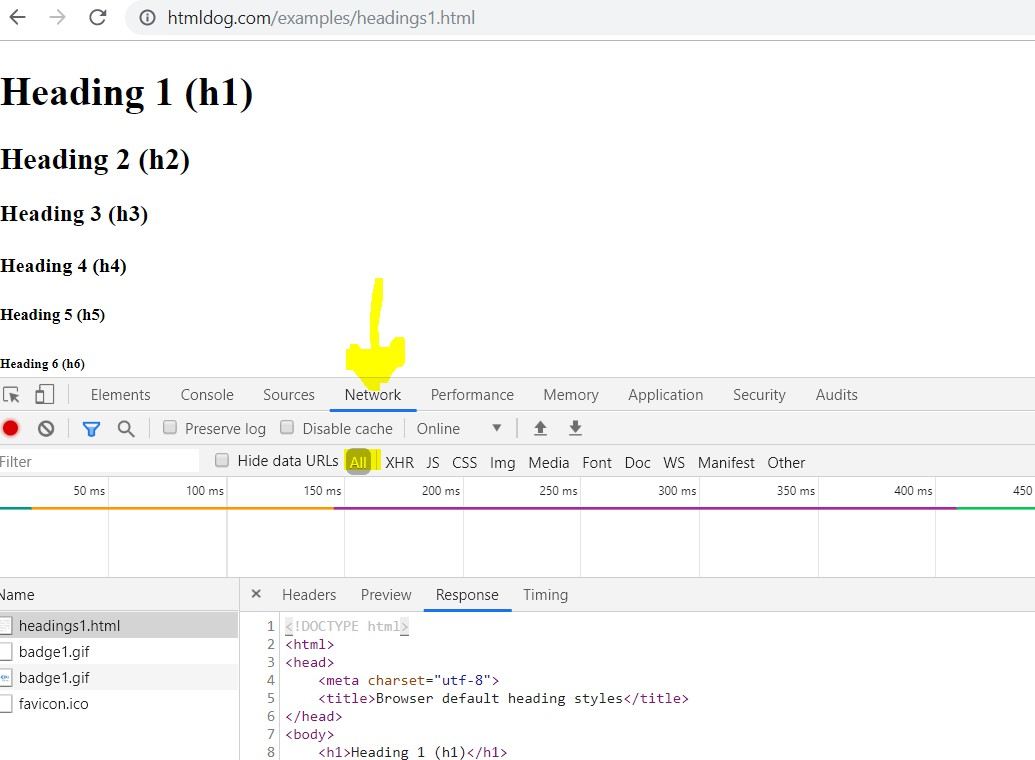 htmldog.com/examples/headings1.html
Heading 1 (h1)
Heading 2 (h2)
Heading 3 (h3)
Heading 4 (h4)
Heading 5 (h5)
Heading 6 (h6)
Elements Console Sources Network Performance Memory Application Security Audits
Preserve log Disable cache Online
Filter Hide data URLs All XHR JS CSS Img Media Font Doc WS Manifest Other
50 ms 100 ms 150 ms 200 ms 250 ms 300 ms 350 ms 400 ms 450
Name Headers Preview Response Timing
headings1.html
badge1.gif
badge1.gif
favicon.ico
1 <!DOCTYPE html>
2 <html>
3 <head>
4 <meta charset="utf-8">
5 <title>Browser default heading styles</title>
6 </head>
7 <body>
8 <h1>Heading 1 (h1)</h1>